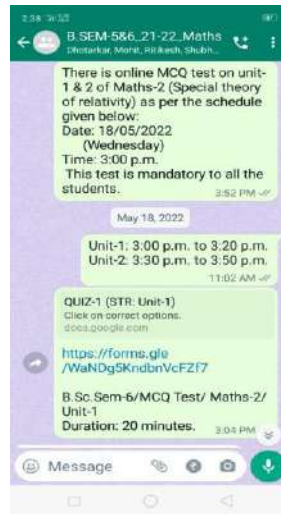 B.SEM-5&6_21-22_Maths
Dhotarkar, Mohit, Ritikesh, Shubh...
There is online MCQ test on unit-
1 & 2 of Maths-2 (Special theory
of relativity) as per the schedule
given below:
Date: 18/05/2022
(Wednesday)
Time: 3:00 p.m.
This test is mandatory to all the
students.
3:52 PM
May 18, 2022
Unit-1: 3:00 p.m. to 3:20 p.m.
Unit-2: 3:30 p.m. to 3:50 p.m.
11:02 AM
QUIZ-1 (STR: Unit-1)
Click on correct options.
docs.google.com
https://forms.gle
/WaNDg5KndbnVcFZf7
B.Sc.Sem-6/MCQ Test/ Maths-2/
Unit-1
Duration: 20 minutes.
3:04 PM
Message